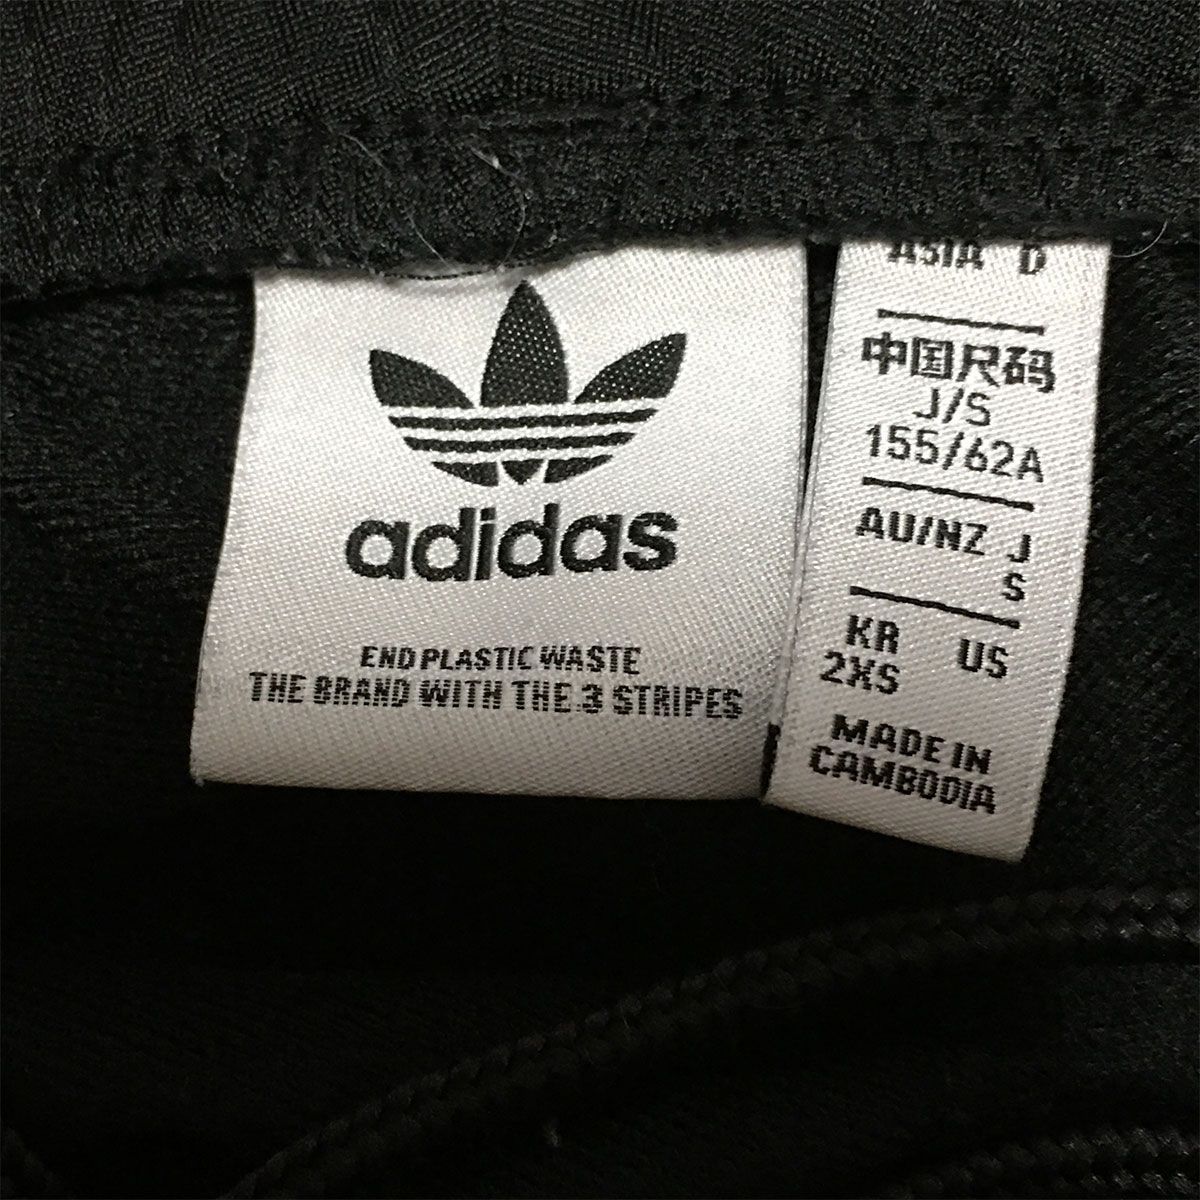 adidas
END PLASTIC WASTE
THE BRAND WITH THE 3 STRIPES
ASIA D
中国尺码
J/S
155/62A
AU/NZ J
S
KR US
2XS
MADE IN
CAMBODIA